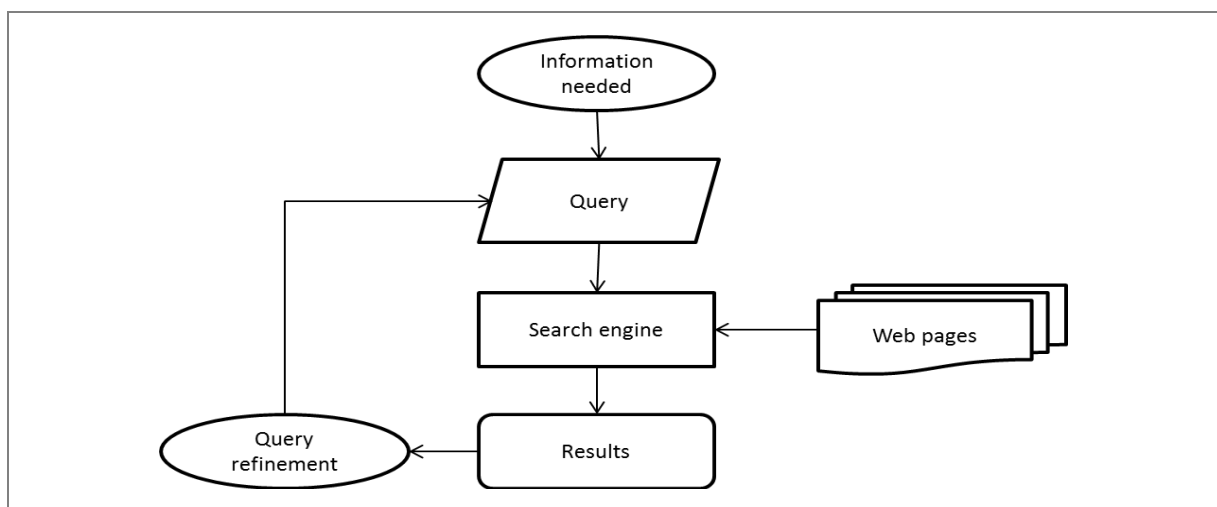 Information
needed
Query
Search engine
Web pages
Query
refinement
Results